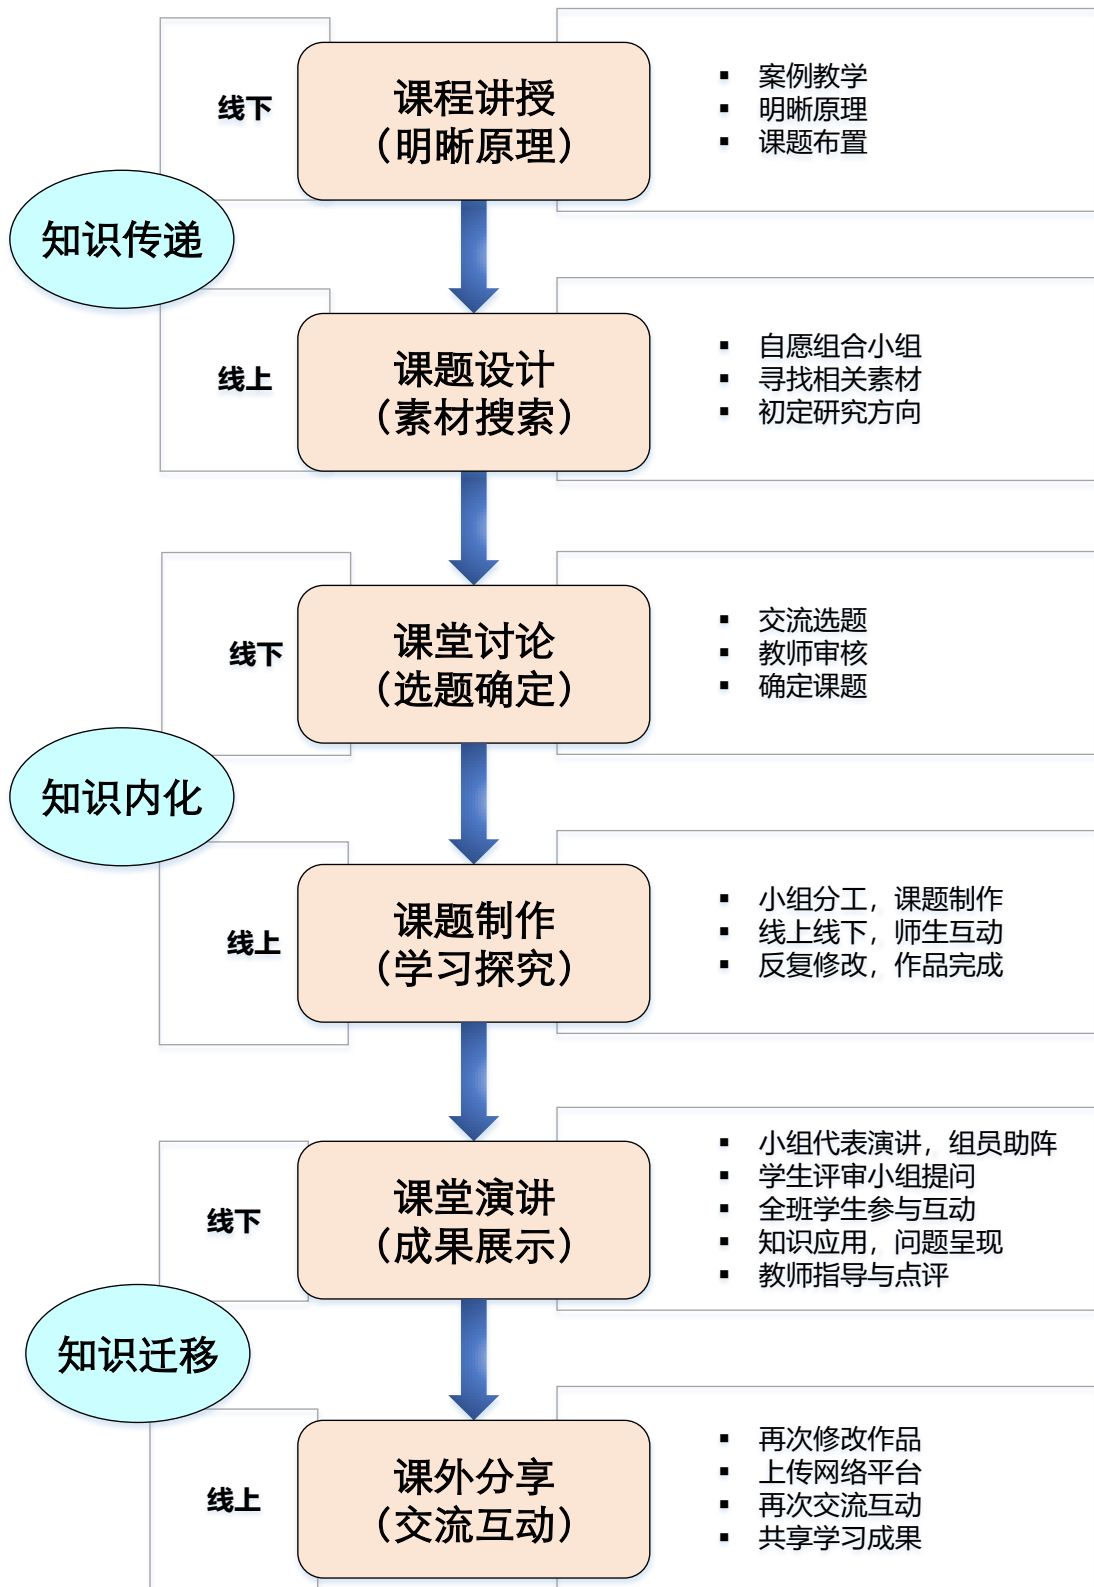 线下
课程讲授
（明晰原理）
▪ 案例教学
▪ 明晰原理
▪ 课题布置
知识传递
线上
课题设计
（素材搜索）
▪ 自愿组合小组
▪ 寻找相关素材
▪ 初定研究方向
线下
课堂讨论
（选题确定）
▪ 交流选题
▪ 教师审核
▪ 确定课题
知识内化
线上
课题制作
（学习探究）
▪ 小组分工，课题制作
▪ 线上线下，师生互动
▪ 反复修改，作品完成
线下
课堂演讲
（成果展示）
▪ 小组代表演讲，组员助阵
▪ 学生评审小组提问
▪ 全班学生参与互动
▪ 知识应用，问题呈现
▪ 教师指导与点评
知识迁移
线上
课外分享
（交流互动）
▪ 再次修改作品
▪ 上传网络平台
▪ 再次交流互动
▪ 共享学习成果